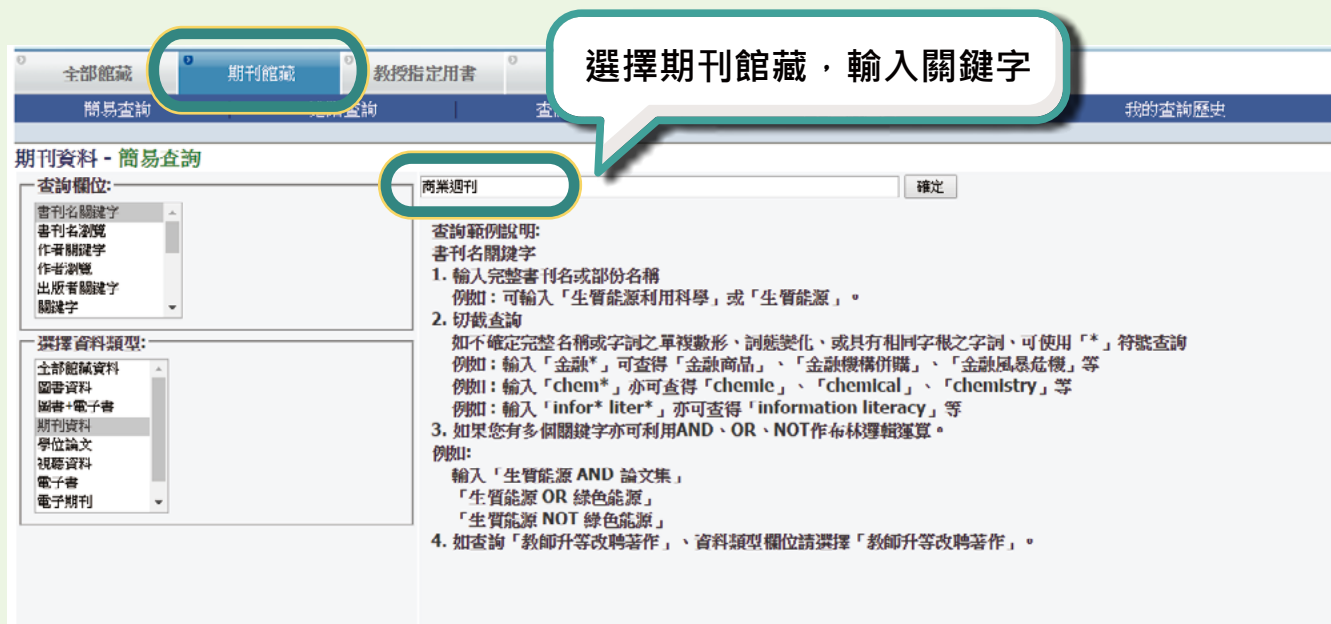 選擇期刊館藏，輸入關鍵字
全部館藏
期刊館藏
教授指定用書
簡易查詢
查詢
我的查詢歷史
期刊資料 - 簡易查詢
查詢欄位:
書刊名關鍵字
書刊名瀏覽
作者關鍵字
作者瀏覽
出版者關鍵字
關鍵字
選擇資料類型:
全部館藏資料
圖書資料
圖書+電子書
期刊資料
學位論文
視聽資料
電子書
電子期刊
商業週刊
確定
查詢範例說明:
書刊名關鍵字
1. 輸入完整書刊名或部份名稱
例如：可輸入「生質能源利用科學」或「生質能源」。
2. 切截查詢
如不確定完整名稱或字詞之單複數形、詞態變化、或具有相同字根之字詞、可使用「*」符號查詢
例如：輸入「金融*」可查得「金融商品」、「金融機構併購」、「金融風暴危機」等
例如：輸入「chem*」亦可查得「chemie」、「chemical」、「chemistry」等
例如：輸入「infor* liter*」亦可查得「information literacy」等
3. 如果您有多個關鍵字亦可利用AND、OR、NOT作布林邏輯運算。
例如:
輸入「生質能源 AND 論文集」
「生質能源 OR 綠色能源」
「生質能源 NOT 綠色能源」
4. 如查詢「教師升等改聘著作」、資料類型欄位請選擇「教師升等改聘著作」。